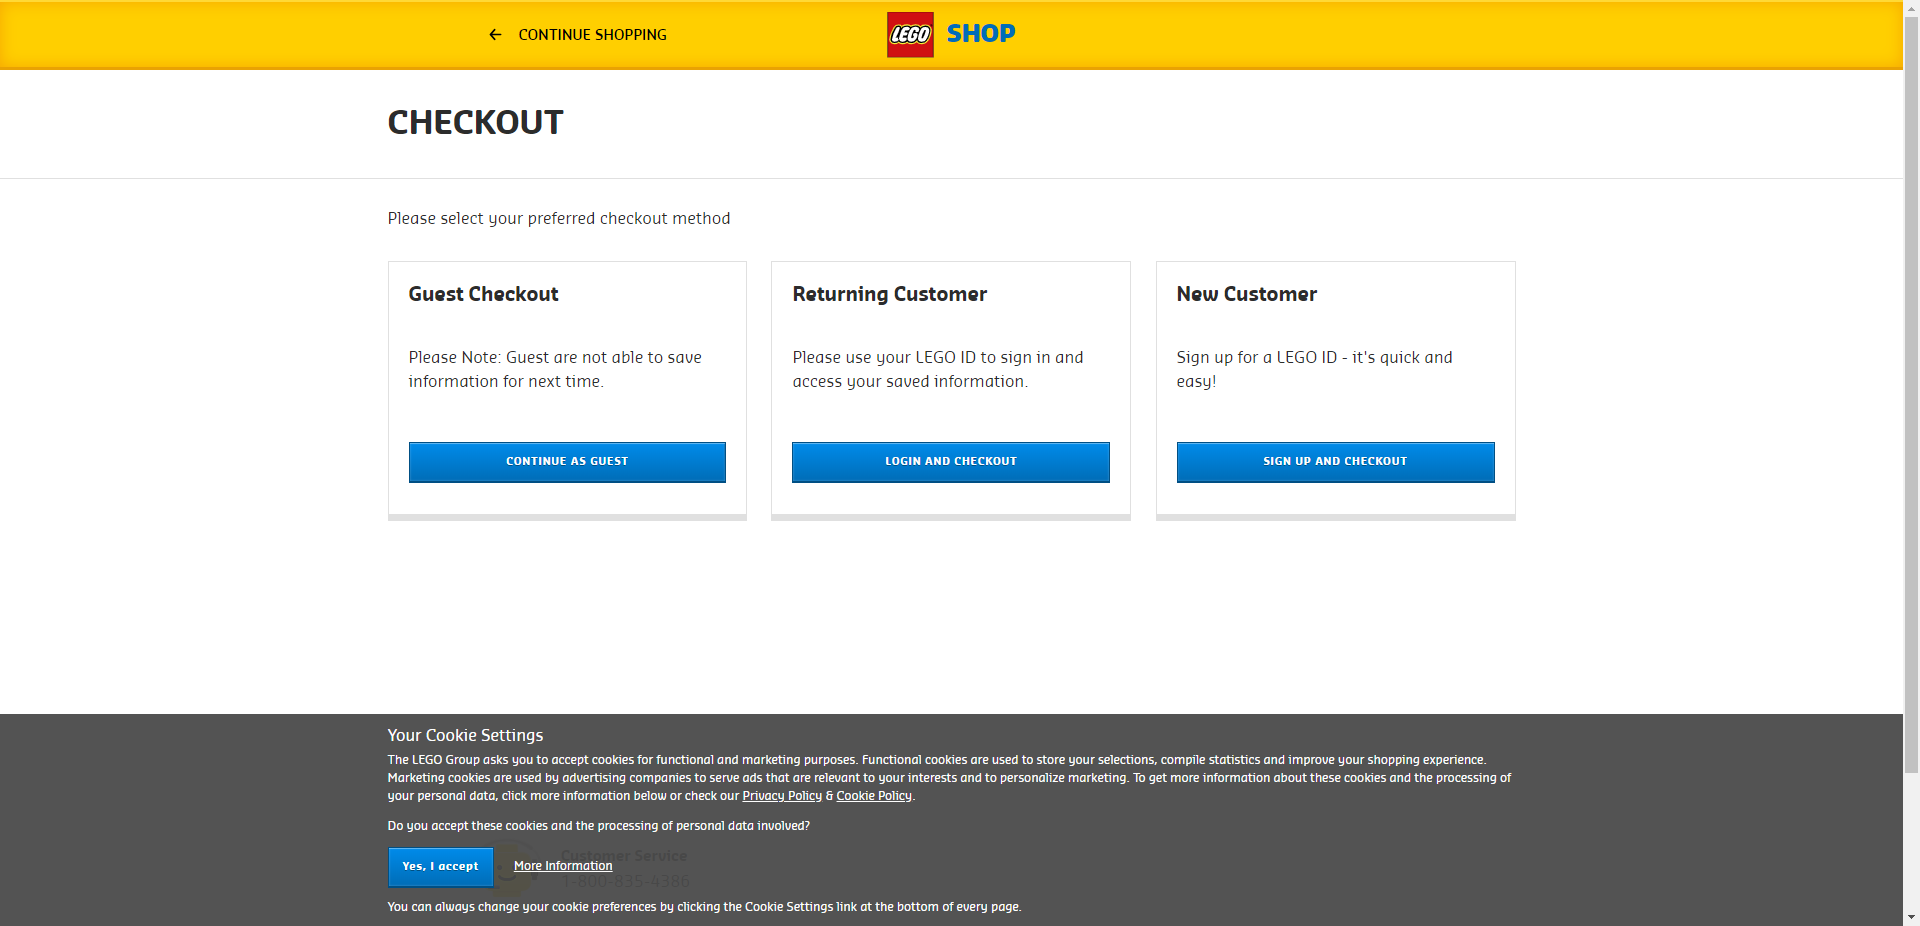 CONTINUE SHOPPING
LEGO SHOP
CHECKOUT
Please select your preferred checkout method
Guest Checkout
Please Note: Guest are not able to save
information for next time.
CONTINUE AS GUEST
Returning Customer
Please use your LEGO ID to sign in and
access your saved information.
LOGIN AND CHECKOUT
New Customer
Sign up for a LEGO ID - it's quick and
easy!
SIGN UP AND CHECKOUT
Your Cookie Settings
The LEGO Group asks you to accept cookies for functional and marketing purposes. Functional cookies are used to store your selections, compile statistics and improve your shopping experience.
Marketing cookies are used by advertising companies to serve ads that are relevant to your interests and to personalize marketing. To get more information about these cookies and the processing of
your personal data, click more information below or check our Privacy Policy & Cookie Policy.
Do you accept these cookies and the processing of personal data involved?
Customer Service
Yes, I accept More Information
1-800-835-4386
You can always change your cookie preferences by clicking the Cookie Settings link at the bottom of every page.